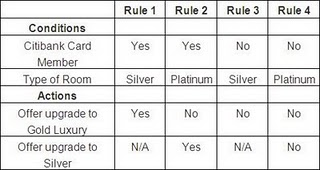 Rule 1 Rule 2 Rule 3 Rule 4
Conditions
Citibank Card Yes Yes No No
Member
Type of Room Silver Platinum Silver Platinum
Actions
Offer upgrade to Yes No No No
Gold Luxury
Offer upgrade to N/A Yes N/A No
Silver